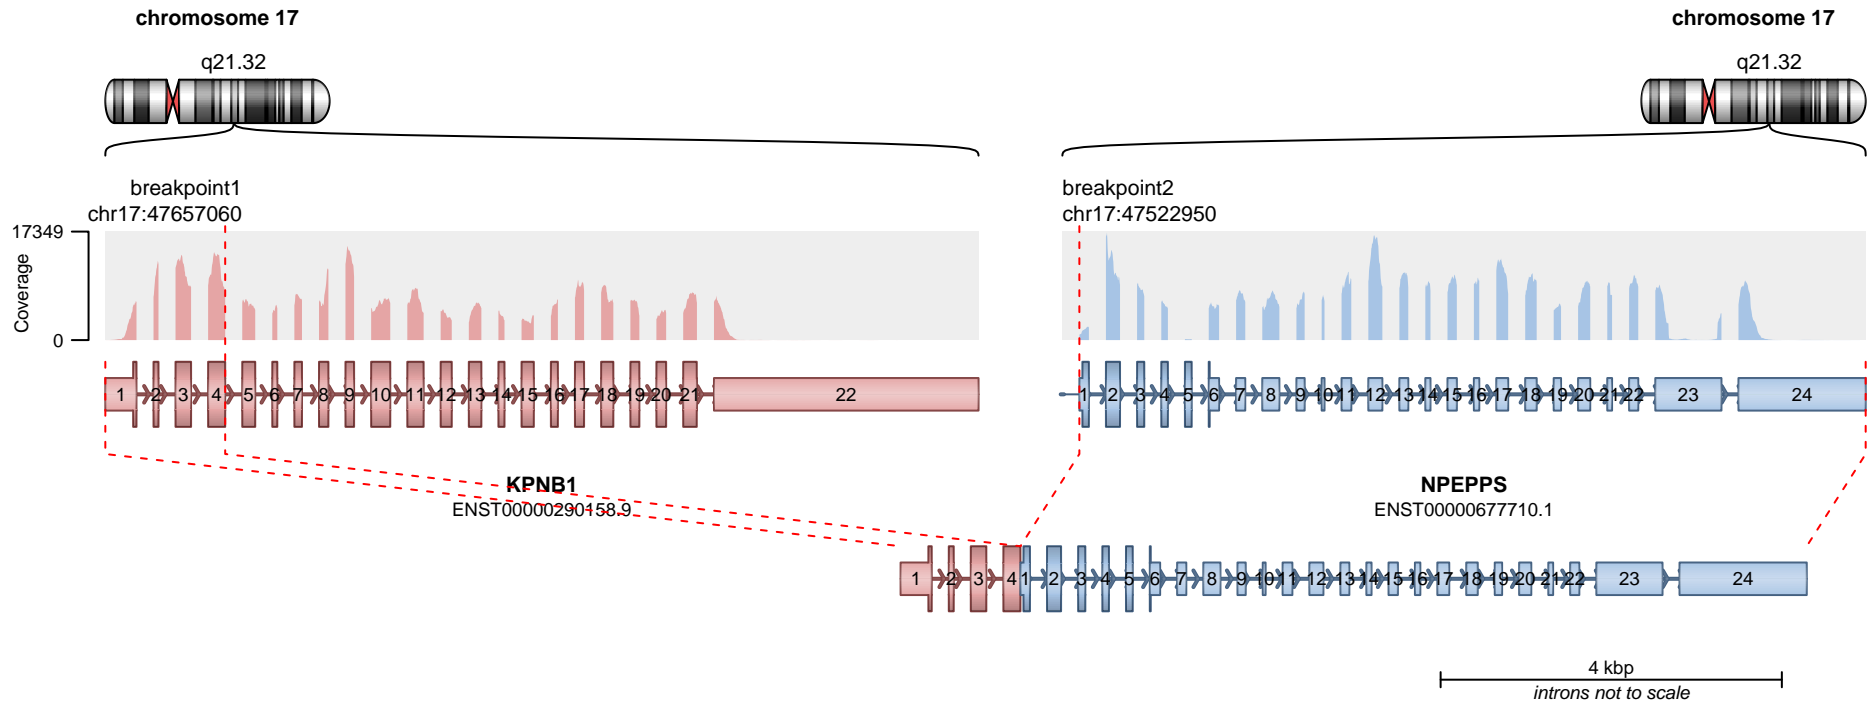 chromosome 17
chromosome 17
q21.32
q21.32
breakpoint1
chr17:47657060
breakpoint2
chr17:47522950
17349
Coverage
0
1 2 3 4 5 6 7 8 9 10 11 12 13 14 15 16 17 18 19 20 21 22
1 2 3 4 5 6 7 8 9 10 11 12 13 14 15 16 17 18 19 20 21 22 23 24
KPNB1
ENST00000290158.9
NPEPPS
ENST00000677710.1
1 2 3 4 1 2 3 4 5 6 7 8 9 10 11 12 13 14 15 16 17 18 19 20 21 22 23 24
4 kbp
introns not to scale